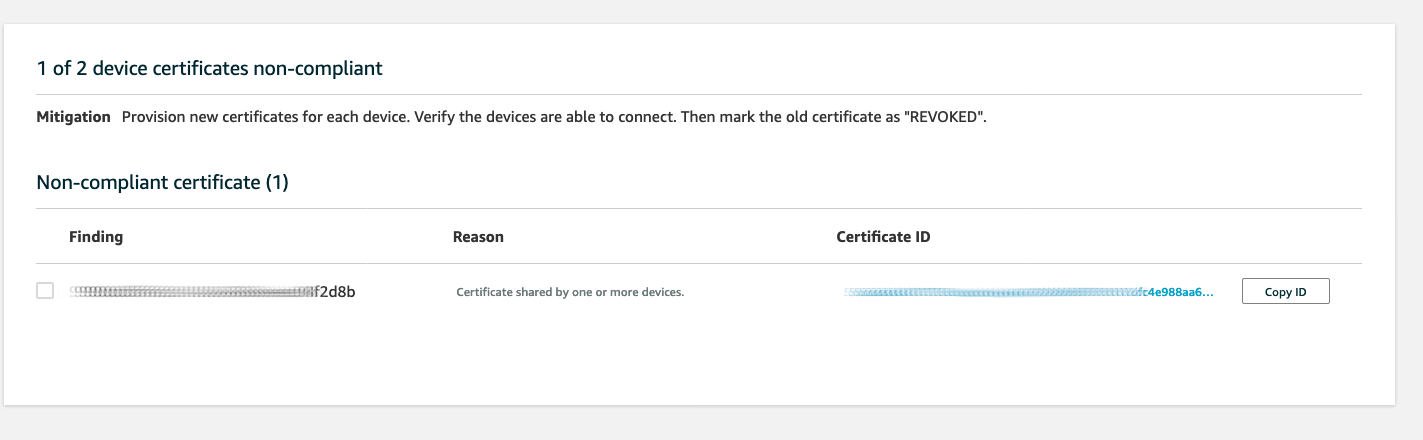 1 of 2 device certificates non-compliant
Mitigation Provision new certificates for each device. Verify the devices are able to connect. Then mark the old certificate as "REVOKED".
Non-compliant certificate (1)
Finding Reason Certificate ID
f2d8b Certificate shared by one or more devices. fc4e988aa6... Copy ID